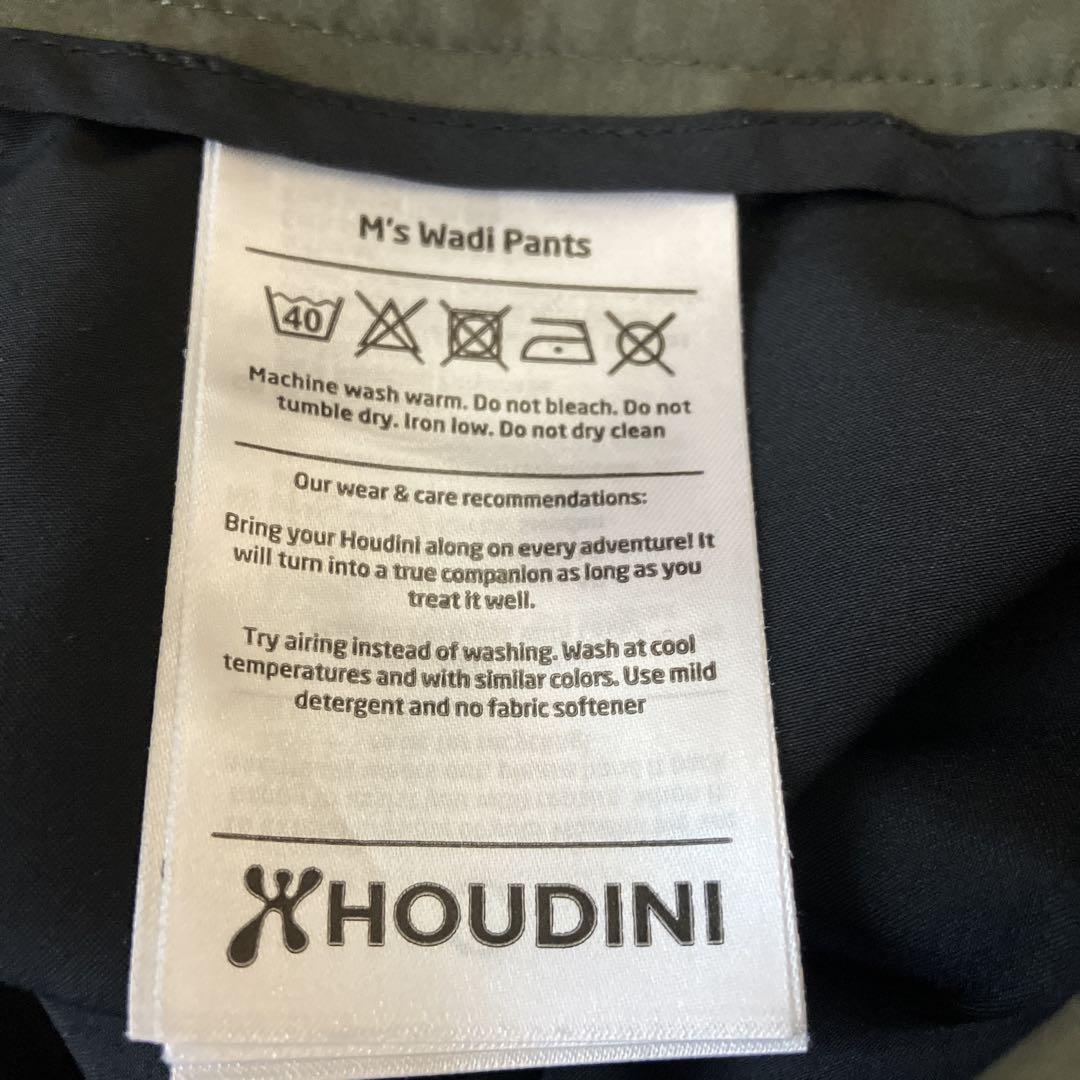 M's Wadi Pants
40
Machine wash warm. Do not bleach. Do not
tumble dry. Iron low. Do not dry clean
Our wear & care recommendations:
Bring your Houdini along on every adventure! It
will turn into a true companion as long as you
treat it well.
Try airing instead of washing. Wash at cool
temperatures and with similar colors. Use mild
detergent and no fabric softener
HOUDINI